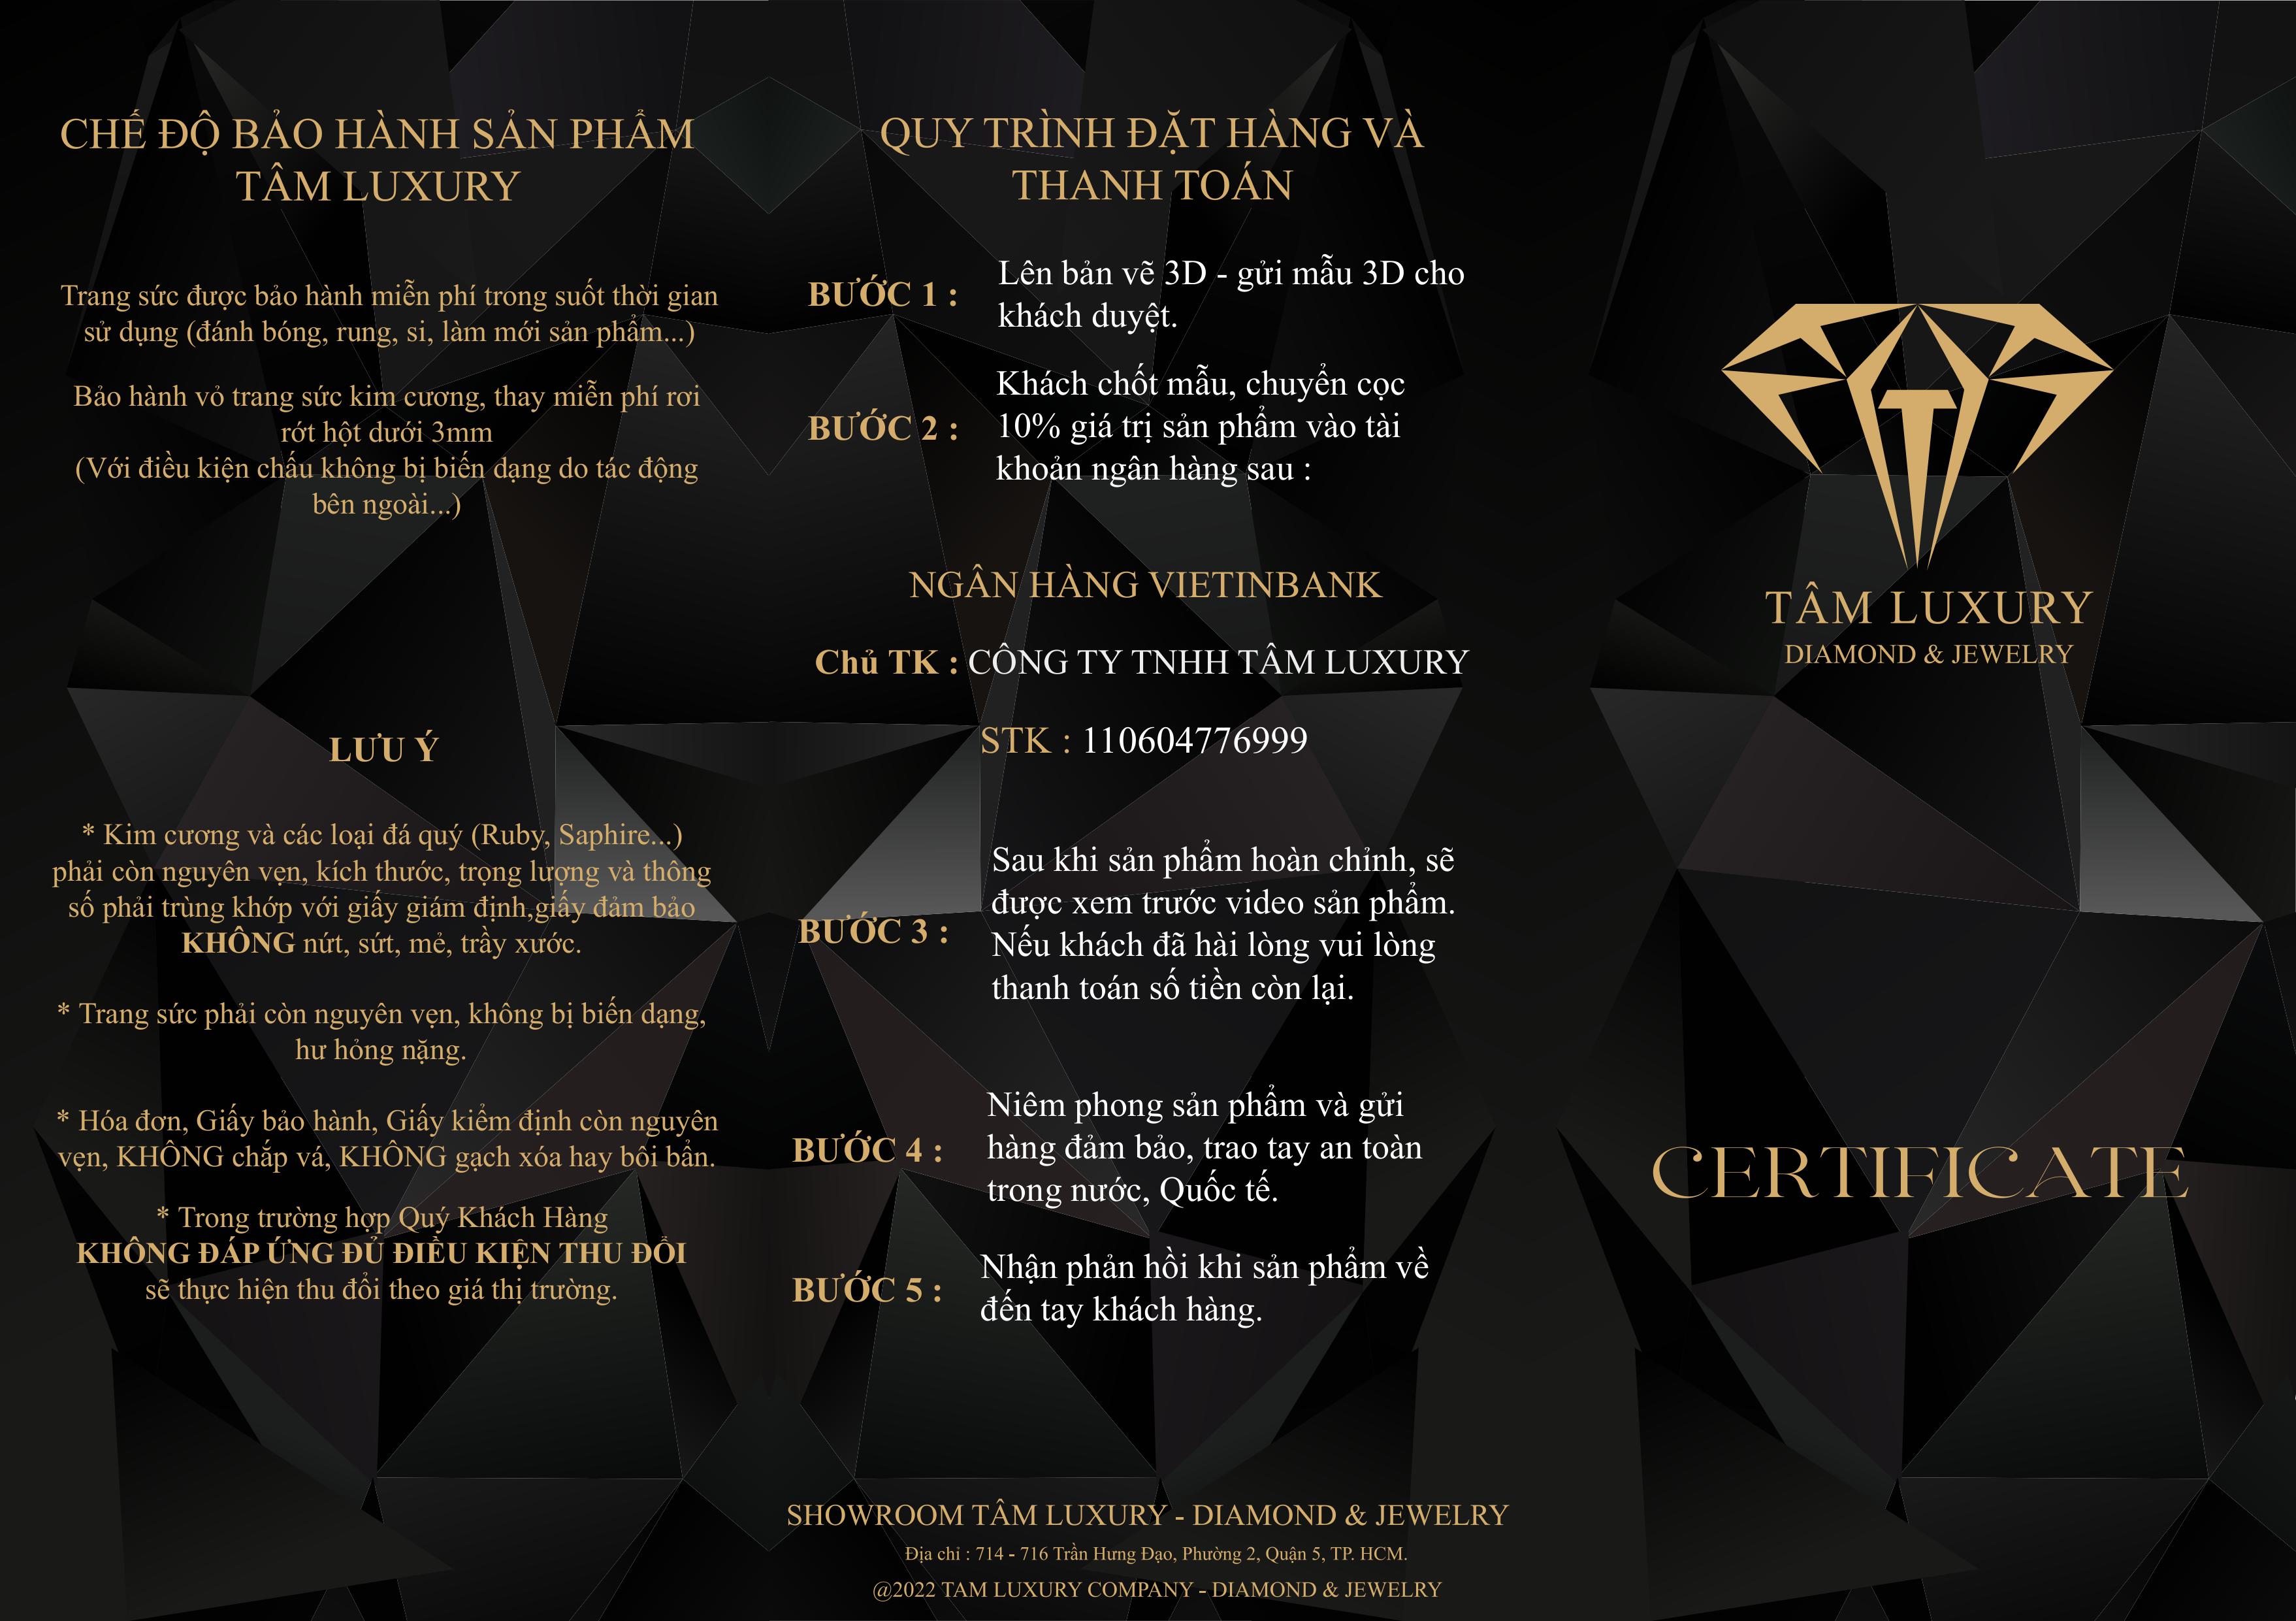 CHẾ ĐỘ BẢO HÀNH SẢN PHẨM
TÂM LUXURY
Trang sức được bảo hành miễn phí trong suốt thời gian
sử dụng (đánh bóng, rung, si, làm mới sản phẩm...)
Bảo hành vỏ trang sức kim cương, thay miễn phí rơi
rớt hột dưới 3mm
(Với điều kiện chấu không bị biến dạng do tác động
bên ngoài...)
LƯU Ý
* Kim cương và các loại đá quý (Ruby, Saphire...)
phải còn nguyên vẹn, kích thước, trọng lượng và thông
số phải trùng khớp với giấy giám định,giấy đảm bảo
KHÔNG nứt, sứt, mẻ, trầy xước.
* Trang sức phải còn nguyên vẹn, không bị biến dạng,
hư hỏng nặng.
* Hóa đơn, Giấy bảo hành, Giấy kiểm định còn nguyên
vẹn, KHÔNG chắp vá, KHÔNG gạch xóa hay bôi bẩn.
* Trong trường hợp Quý Khách Hàng
KHÔNG ĐÁP ỨNG ĐỦ ĐIỀU KIỆN THU ĐỔI
sẽ thực hiện thu đổi theo giá thị trường.
QUY TRÌNH ĐẶT HÀNG VÀ
THANH TOÁN
BƯỚC 1 :
Lên bản vẽ 3D - gửi mẫu 3D cho
khách duyệt.
BƯỚC 2 :
Khách chốt mẫu, chuyển cọc
10% giá trị sản phẩm vào tài
khoản ngân hàng sau :
NGÂN HÀNG VIETINBANK
Chủ TK : CÔNG TY TNHH TÂM LUXURY
STK : 110604776999
BƯỚC 3 :
Sau khi sản phẩm hoàn chỉnh, sẽ
được xem trước video sản phẩm.
Nếu khách đã hài lòng vui lòng
thanh toán số tiền còn lại.
BƯỚC 4 :
Niêm phong sản phẩm và gửi
hàng đảm bảo, trao tay an toàn
trong nước, Quốc tế.
BƯỚC 5 :
Nhận phản hồi khi sản phẩm về
đến tay khách hàng.
SHOWROOM TÂM LUXURY - DIAMOND & JEWELRY
Địa chỉ : 714 - 716 Trần Hưng Đạo, Phường 2, Quận 5, TP. HCM.
@2022 TAM LUXURY COMPANY - DIAMOND & JEWELRY
T
TÂM LUXURY
DIAMOND & JEWELRY
CERTIFICATE